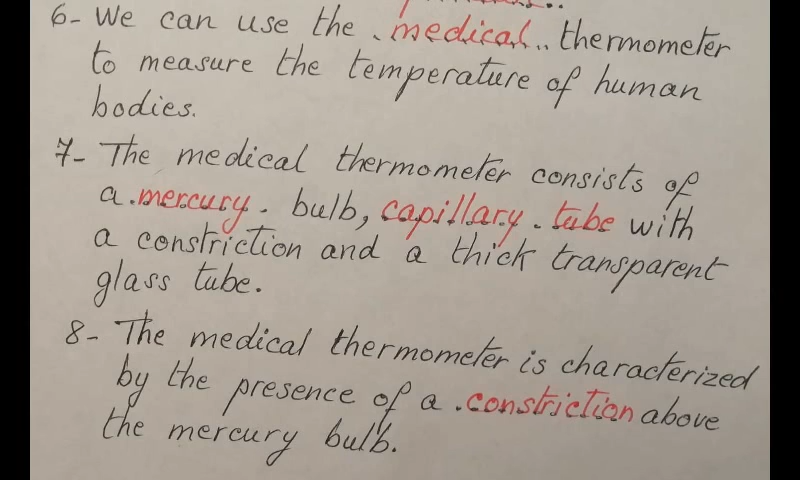 6- We can use the .medical.. thermometer
to measure the temperature of human
bodies.
7- The medical thermometer consists of
a .mercury. bulb, capillary. tube with
a constriction and a thick transparent
glass tube.
8- The medical thermometer is characterized
by the presence of a .constriction above
the mercury bulb.